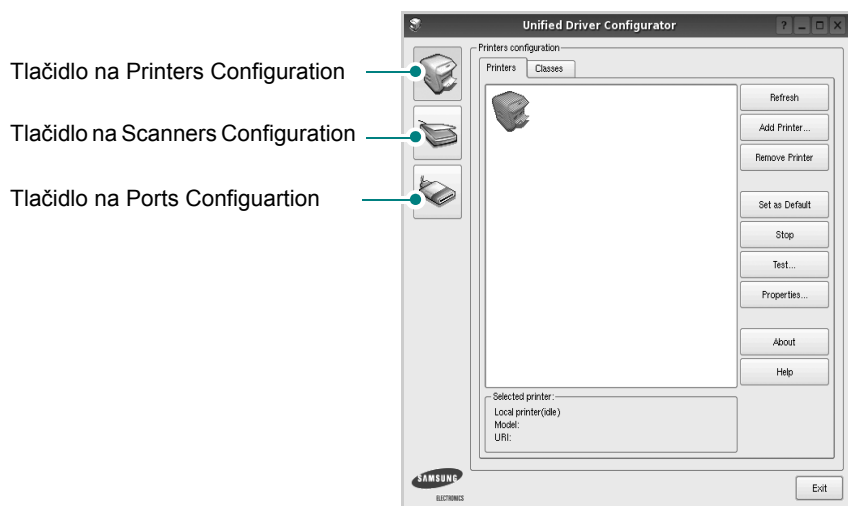 Unified Driver Configurator
Tlačidlo na Printers Configuration
Tlačidlo na Scanners Configuration
Tlačidlo na Ports Configuartion
Printers configuration
Printers
Classes
Refresh
Add Printer...
Remove Printer
Set as Default
Stop
Test...
Properties...
About
Help
Selected printer:
Local printer(idle)
Model:
URI:
SAMSUNG
ELECTRONICS
Exit